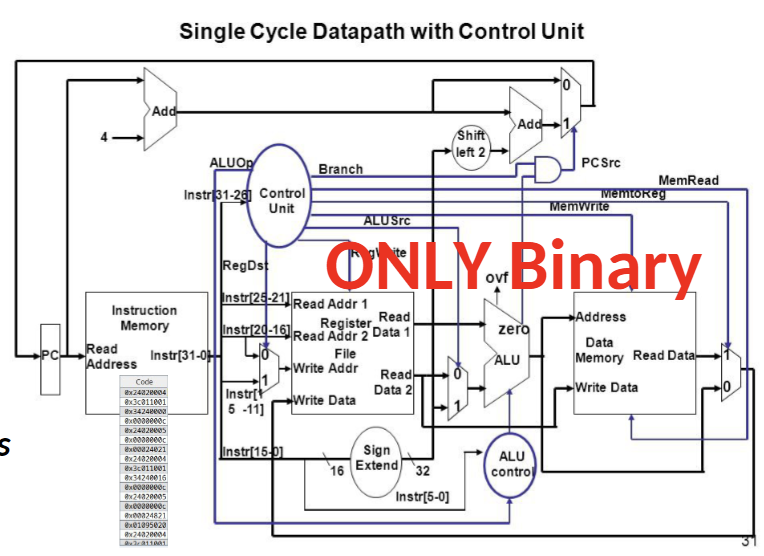 Single Cycle Datapath with Control Unit
0
Add
Add
4
1
Shift
left 2
PCSrc
ALUOp
Branch
MemRead
Instr[31-26]
Control
Unit
MemtoReg
MemWrite
ALUSrc
RegWrite
ONLY Binary
RegDst
ovf
Instruction
Memory
Instr[25-21]
Read Addr 1
Register
Read
Data 1
zero
Address
Instr[20-16]
Read Addr 2
PC
Read
Address
Instr[31-0]
0
File
Write Addr
ALU
Data
Memory
Read Data
1
1
Read
Data 2
0
Write Data
0
Instr[1
5 -11]
Write Data
1
Code
0x24020004
0x3c011001
0x34240000
0x0000000c
0x24020005
0x0000000c
0x00024021
0x24020004
0x3c011001
0x34240016
0x0000000c
0x24020005
0x0000000c
0x00024821
0x01095020
0x24020004
0x3c011001
s
Instr[15-0]
Sign
Extend
16
32
ALU
control
Instr[5-0]
31